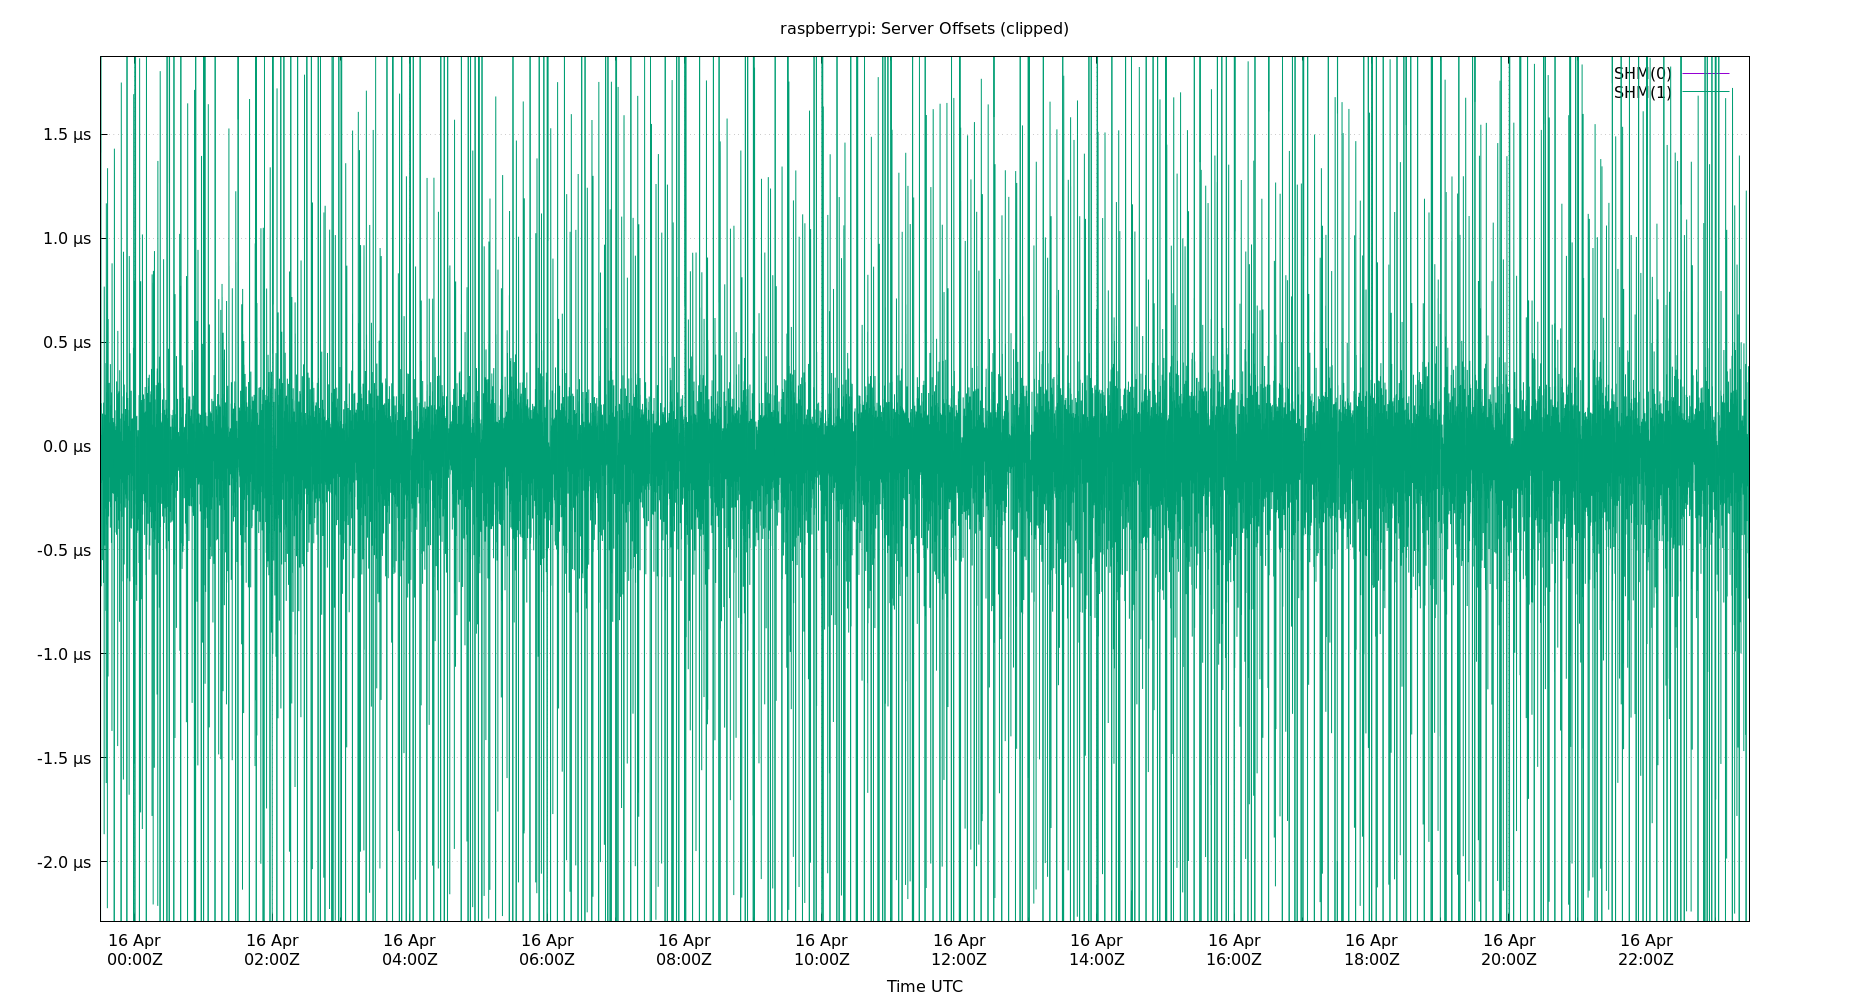 raspberrypi: Server Offsets (clipped)
SHM(0)
SHM(1)
1.5 µs
1.0 µs
0.5 µs
0.0 µs
-0.5 µs
-1.0 µs
-1.5 µs
-2.0 µs
16 Apr 16 Apr 16 Apr 16 Apr 16 Apr 16 Apr 16 Apr 16 Apr 16 Apr 16 Apr 16 Apr 16 Apr
00:00Z 02:00Z 04:00Z 06:00Z 08:00Z 10:00Z 12:00Z 14:00Z 16:00Z 18:00Z 20:00Z 22:00Z
Time UTC